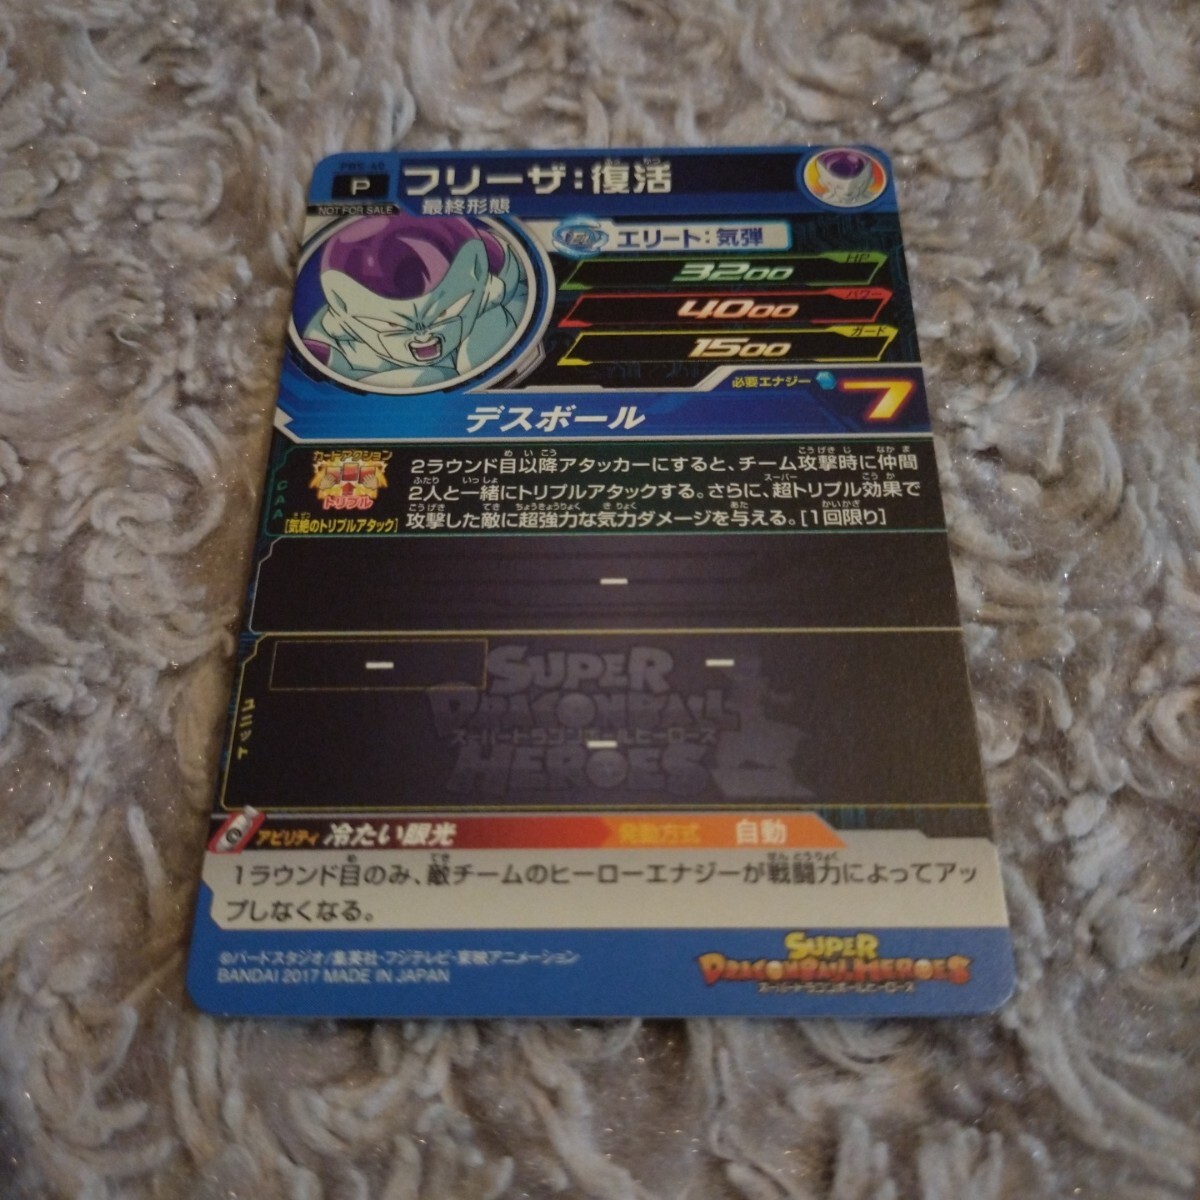 PBS-45
P
NOT FOR SALE
フリーザ:復活
最終形態
エリート:気弾
HP
3200
パワー
4000
ガード
1500
必要エナジー 7
デスボール
CAA
カードアクション
超トリプル
[気絶のトリプルアタック]
2ラウンド目以降アタッカーにすると、チーム攻撃時に仲間
2人と一緒にトリプルアタックする。さらに、超トリプル効果で
攻撃した敵に超強力な気力ダメージを与える。[1回限り]
ー
ユニット
ー
ー
ー
SUPER
DRAGONBALL
スーパードラゴンボールヒーローズ
HEROES
アビリティ 冷たい眼光 発動方式 自動
1ラウンド目のみ、敵チームのヒーローエナジーが戦闘力によってアッ
プしなくなる。
©バードスタジオ/集英社・フジテレビ・東映アニメーション
BANDAI 2017 MADE IN JAPAN
SUPER
DRAGONBALL HEROES
スーパードラゴンボールヒーローズ